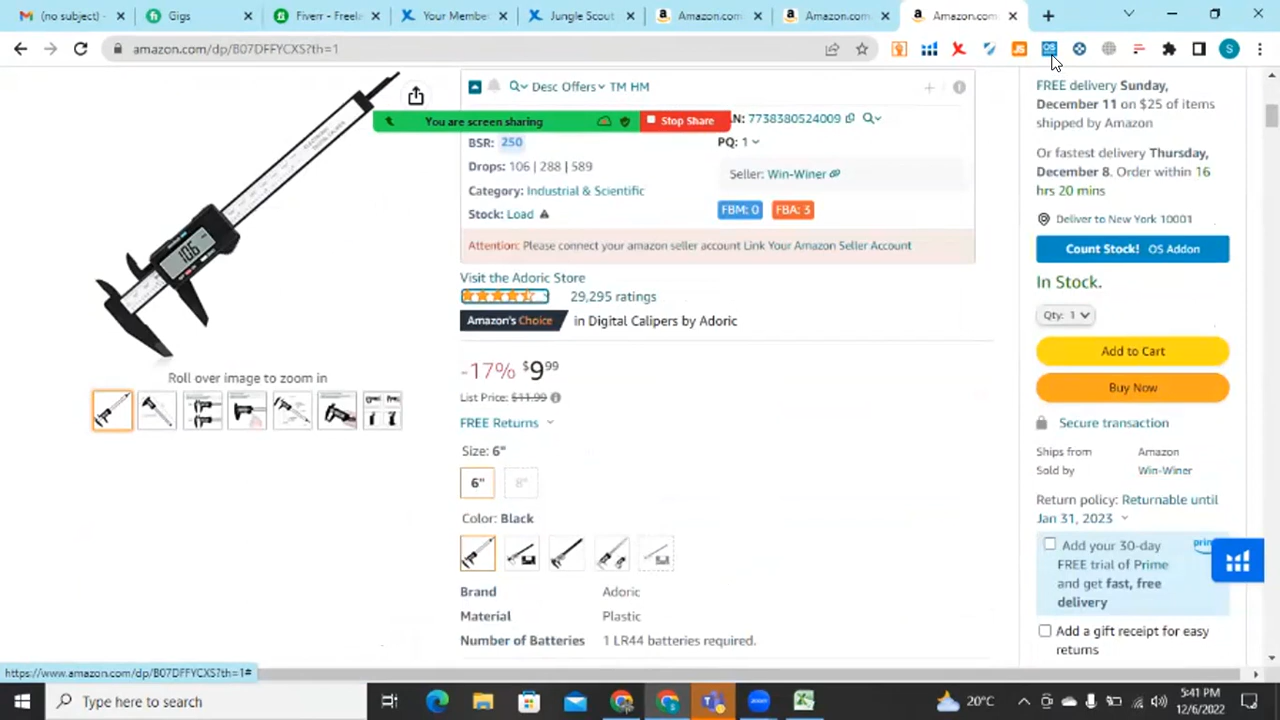 (no subject) -
Gigs
Fiverr - Freela
Your Membe
Jungle Scout
Amazon.com
Amazon.com
Amazon.com
amazon.com/dp/B07DFFYCXS?th=1
Desc Offers TM HM
You are screen sharing
Stop Share
N: 7738380524009
BSR: 250
PQ: 1
Drops: 106 | 288 | 589
Seller: Win-Winer
Category: Industrial & Scientific
Stock: Load
FBM: 0
FBA: 3
Attention: Please connect your amazon seller account Link Your Amazon Seller Account
Visit the Adoric Store
29,295 ratings
Amazon's Choice in Digital Calipers by Adoric
-17% $9.99
List Price: $11.99
FREE Returns
Size: 6"
6"
8"
Color: Black
Brand Adoric
Material Plastic
Number of Batteries 1 LR44 batteries required.
Roll over image to zoom in
FREE delivery Sunday,
December 11 on $25 of items
shipped by Amazon
Or fastest delivery Thursday,
December 8. Order within 16
hrs 20 mins
Deliver to New York 10001
Count Stock! OS Addon
In Stock.
Qty: 1
Add to Cart
Buy Now
Secure transaction
Ships from Amazon
Sold by Win-Winer
Return policy: Returnable until
Jan 31, 2023
Add your 30-day
FREE trial of Prime
and get fast, free
delivery
prime
Add a gift receipt for easy
returns
https://www.amazon.com/dp/B07DFFYCXS?th=1#
Type here to search
20°C
5:41 PM
12/6/2022